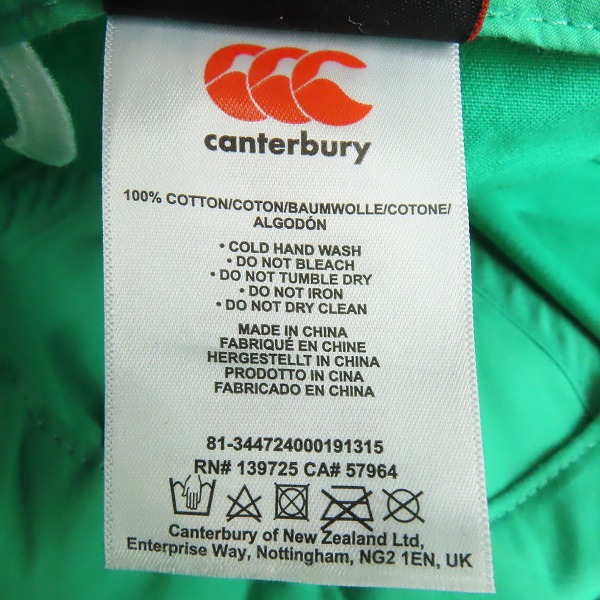 canterbury
100% COTTON/COTON/BAUMWOLLE/COTONE/
ALGODÓN
• COLD HAND WASH
• DO NOT BLEACH
• DO NOT TUMBLE DRY
• DO NOT IRON
• DO NOT DRY CLEAN
MADE IN CHINA
FABRIQUÉ EN CHINE
HERGESTELLT IN CHINA
PRODOTTO IN CINA
FABRICADO EN CHINA
81-344724000191315
RN# 139725 CA# 57964
Canterbury of New Zealand Ltd,
Enterprise Way, Nottingham, NG2 1EN, UK